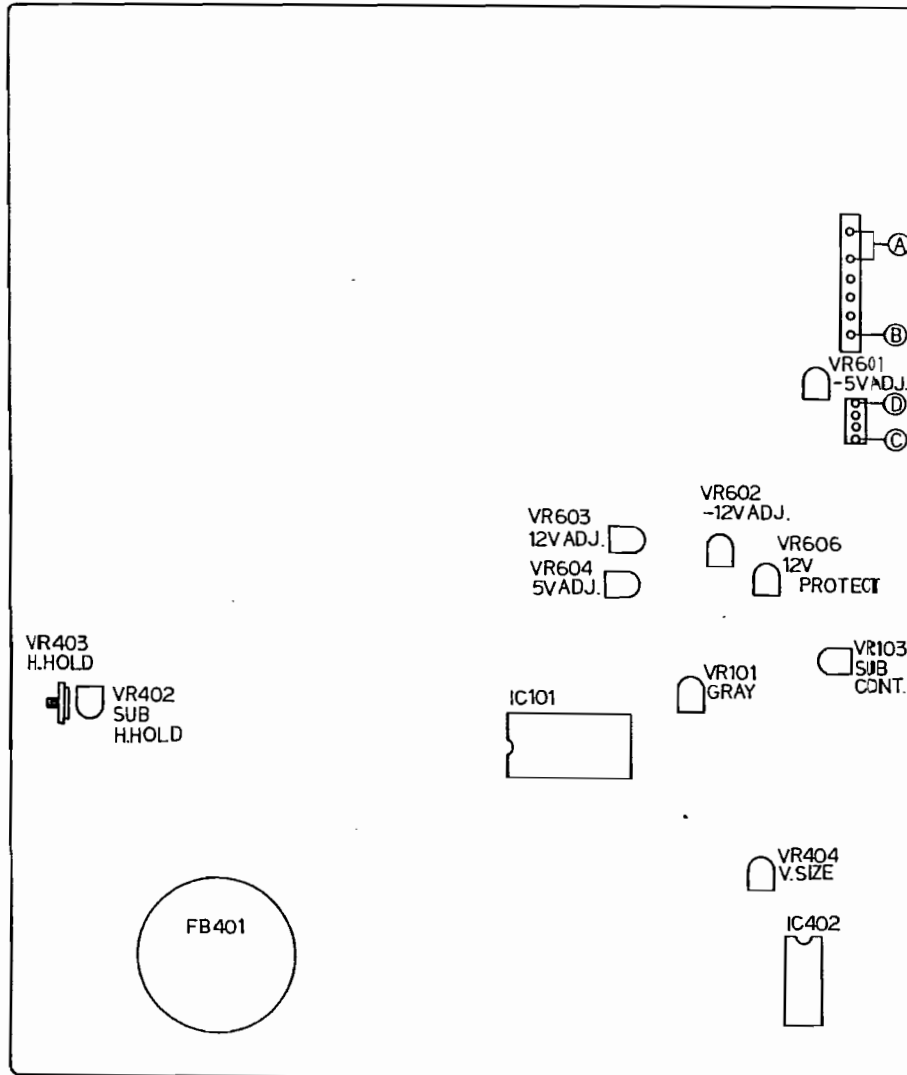 A
B
VR601
-5V ADJ.
D
C
VR602
-12V ADJ.
VR603
12V ADJ.
VR606
12V
PROTECT
VR604
5V ADJ.
VR403
H.HOLD
VR103
SUB
CONT.
VR101
GRAY
VR402
SUB
H.HOLD
IC101
VR404
V.SIZE
FB401
IC402